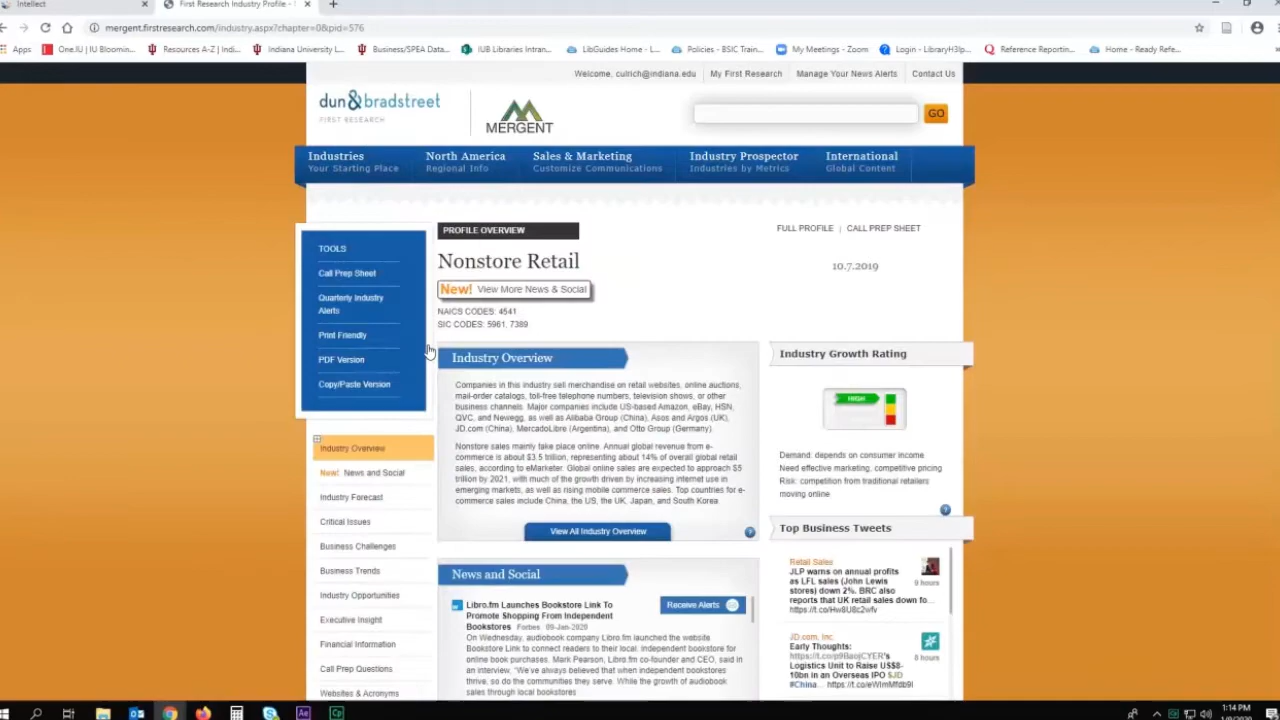 Intellect
First Research Industry Profile -
mergent.firstresearch.com/industry.aspx?chapter=0&pid=576
Apps
One.IU | IU Bloomin...
Resources A-Z | Indi...
Indiana University L...
Business/SPEA Data...
IUB Libraries Intran...
LibGuides Home - L...
Policies - BSIC Train...
My Meetings - Zoom
Login - LibraryH3lp...
Reference Reportin...
Home - Ready Refe...
Welcome, culrich@indiana.edu
My First Research
Manage Your News Alerts
Contact Us
dun&bradstreet
FIRST RESEARCH
MERGENT
GO
Industries
Your Starting Place
North America
Regional Info
Sales & Marketing
Customize Communications
Industry Prospector
Industries by Metrics
International
Global Content
TOOLS
Call Prep Sheet
Quarterly Industry
Alerts
Print Friendly
PDF Version
Copy/Paste Version
Industry Overview
New! News and Social
Industry Forecast
Critical Issues
Business Challenges
Business Trends
Industry Opportunities
Executive Insight
Financial Information
Call Prep Questions
Websites & Acronyms
PROFILE OVERVIEW
FULL PROFILE | CALL PREP SHEET
Nonstore Retail
10.7.2019
New! View More News & Social
NAICS CODES: 4541
SIC CODES: 5961, 7389
Industry Overview
Companies in this industry sell merchandise on retail websites, online auctions,
mail-order catalogs, toll-free telephone numbers, television shows, or other
business channels. Major companies include US-based Amazon, eBay, HSN,
QVC, and Newegg, as well as Alibaba Group (China), Asos and Argos (UK),
JD.com (China), MercadoLibre (Argentina), and Otto Group (Germany).
Nonstore sales mainly take place online. Annual global revenue from e-
commerce is about $3.5 trillion, representing about 14% of overall global retail
sales, according to eMarketer. Global online sales are expected to approach $5
trillion by 2021, with much of the growth driven by increasing internet use in
emerging markets, as well as rising mobile commerce sales. Top countries for e-
commerce sales include China, the US, the UK, Japan, and South Korea.
View All Industry Overview
News and Social
Libro.fm Launches Bookstore Link To
Promote Shopping From Independent
Bookstores Forbes 09-Jan-2020
Receive Alerts
On Wednesday, audiobook company Libro.fm launched the website
Bookstore Link to connect readers to their local. Independent bookstore for
online book purchases. Mark Pearson, Libro.fm co-founder and CEO, said in
an interview, "We've always believed that when independent bookstores
thrive, so do the communities they serve. While the growth of audiobook
sales through local bookstores
Industry Growth Rating
HIGH
Demand: depends on consumer income
Need effective marketing, competitive pricing
Risk: competition from traditional retailers
moving online
Top Business Tweets
Retail Sales
JLP warns on annual profits
as LFL sales (John Lewis
stores) down 2%. BRC also
reports that UK retail sales down fo...
https://t.co/Hw8U8c2wfv
9 hours
JD.com, Inc.
Early Thoughts:
https://t.co/p9BaojCYER's
Logistics Unit to Raise US$8-
10bn in an Overseas IPO $JD
#China... https://t.co/eWImMfdb9I
8 hours
1:14 PM